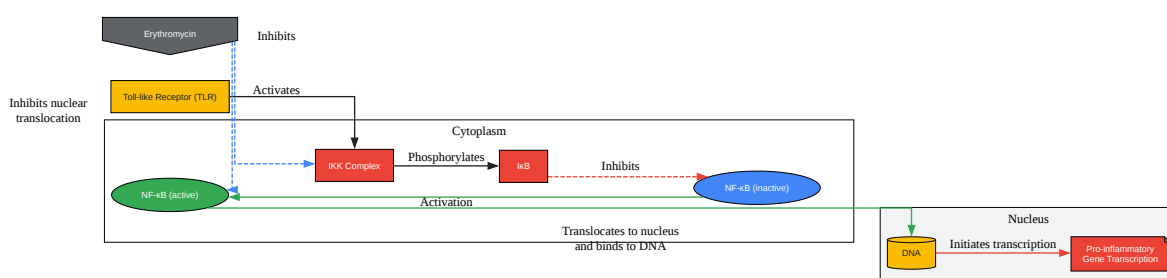 Erythromycin
Inhibits
Toll-like Receptor (TLR)
Activates
Inhibits nuclear
translocation
Cytoplasm
IKK Complex
Phosphorylates
IκB
Inhibits
NF-κB (active)
NF-κB (inactive)
Activation
Translocates to nucleus
and binds to DNA
Nucleus
DNA
Initiates transcription
Pro-inflammatory
Gene Transcription